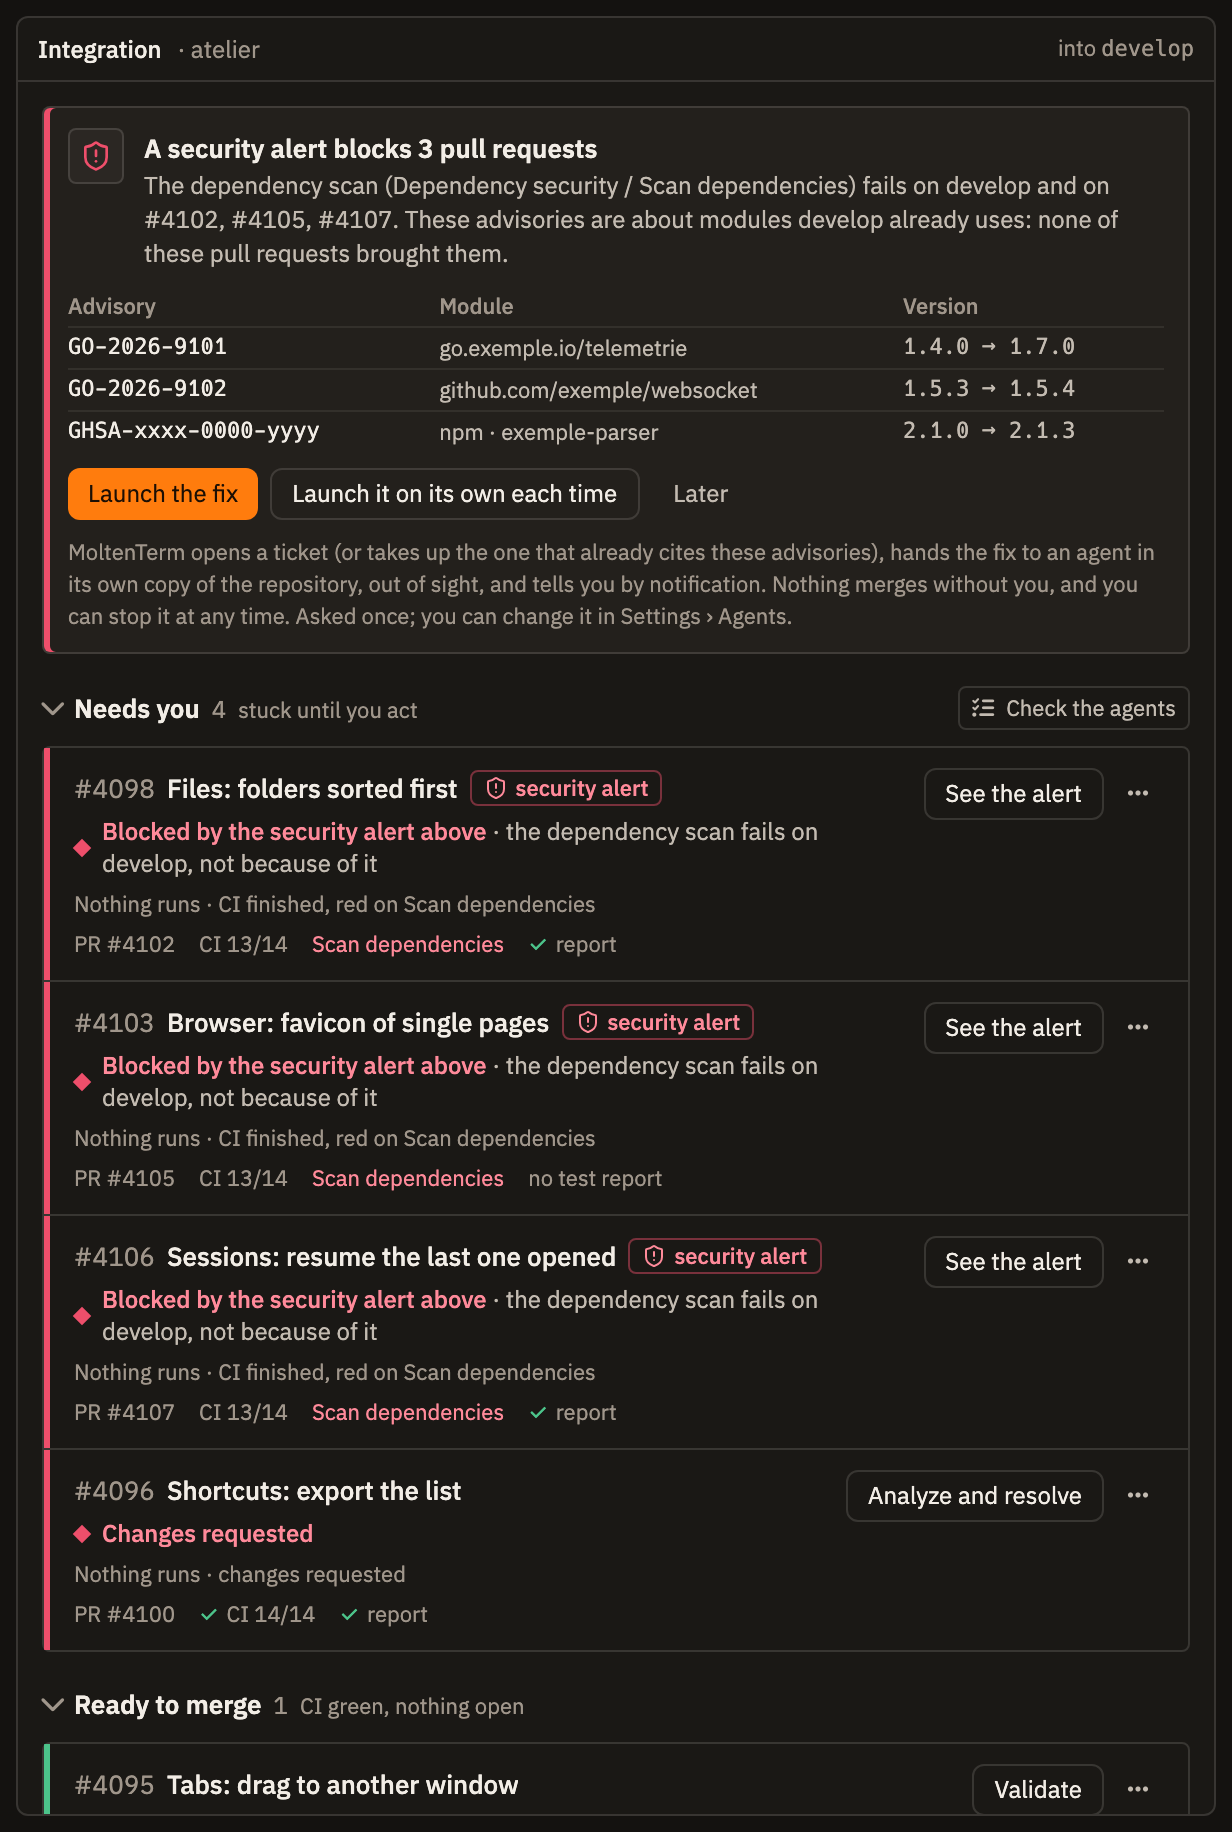 Integration · atelier
into develop
A security alert blocks 3 pull requests
The dependency scan (Dependency security / Scan dependencies) fails on develop and on
#4102, #4105, #4107. These advisories are about modules develop already uses: none of
these pull requests brought them.
Advisory Module Version
GO-2026-9101 go.exemple.io/telemetrie 1.4.0 → 1.7.0
GO-2026-9102 github.com/exemple/websocket 1.5.3 → 1.5.4
GHSA-xxxx-0000-yyyy npm · exemple-parser 2.1.0 → 2.1.3
Launch the fix Launch it on its own each time Later
MoltenTerm opens a ticket (or takes up the one that already cites these advisories), hands the fix to an agent in
its own copy of the repository, out of sight, and tells you by notification. Nothing merges without you, and you
can stop it at any time. Asked once; you can change it in Settings › Agents.
Needs you 4 stuck until you act
Check the agents
#4098 Files: folders sorted first security alert
See the alert
Blocked by the security alert above · the dependency scan fails on
develop, not because of it
Nothing runs · CI finished, red on Scan dependencies
PR #4102 CI 13/14 Scan dependencies ✓ report
#4103 Browser: favicon of single pages security alert
See the alert
Blocked by the security alert above · the dependency scan fails on
develop, not because of it
Nothing runs · CI finished, red on Scan dependencies
PR #4105 CI 13/14 Scan dependencies no test report
#4106 Sessions: resume the last one opened security alert
See the alert
Blocked by the security alert above · the dependency scan fails on
develop, not because of it
Nothing runs · CI finished, red on Scan dependencies
PR #4107 CI 13/14 Scan dependencies ✓ report
#4096 Shortcuts: export the list
Analyze and resolve
Changes requested
Nothing runs · changes requested
PR #4100 ✓ CI 14/14 ✓ report
Ready to merge 1 CI green, nothing open
#4095 Tabs: drag to another window
Validate